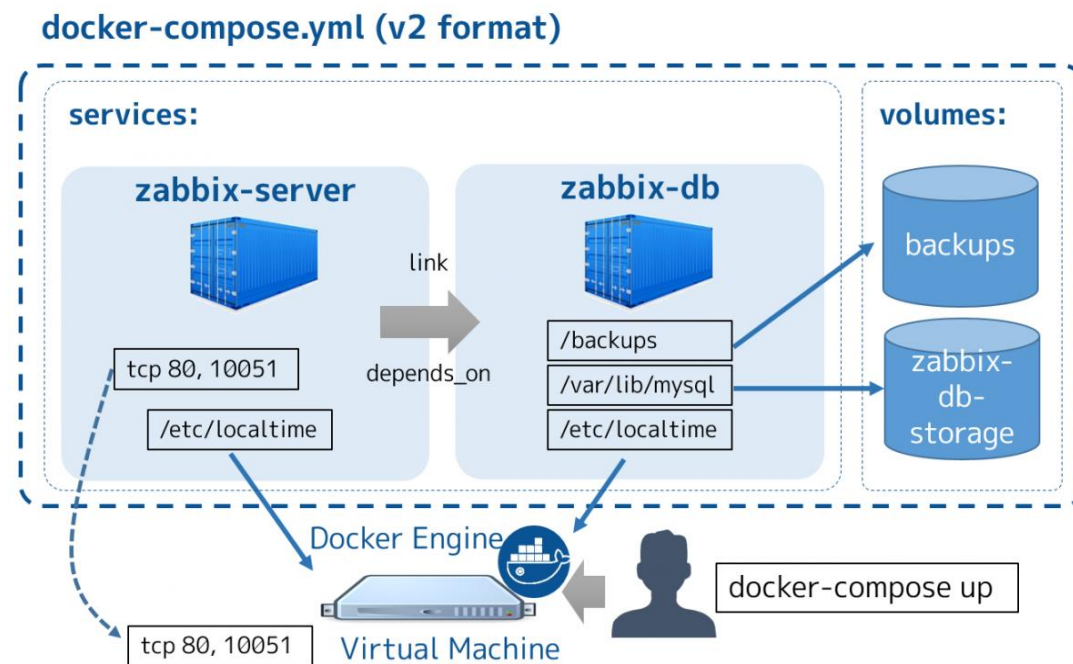 docker-compose.yml (v2 format)
services:
volumes:
zabbix-server
zabbix-db
link
depends_on
tcp 80, 10051
/etc/localtime
/backups
/var/lib/mysql
/etc/localtime
backups
zabbix-
db-
storage
Docker Engine
docker-compose up
tcp 80, 10051
Virtual Machine